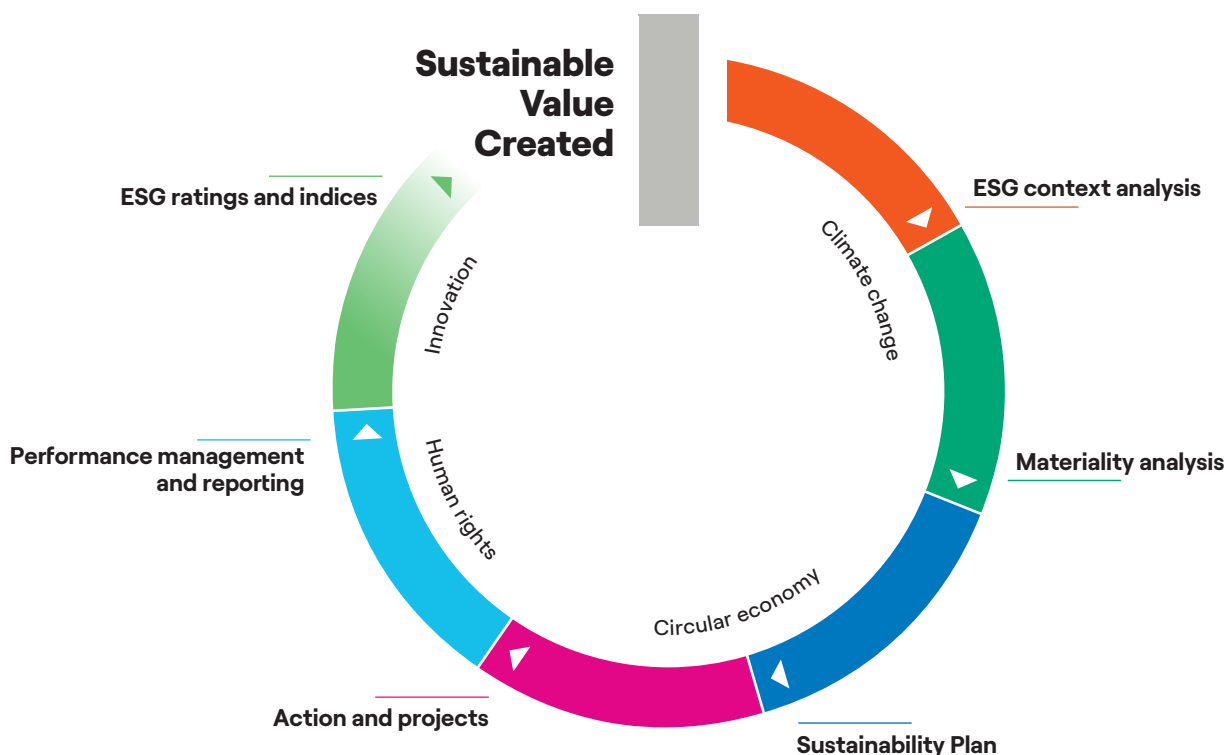 Sustainable
Value
Created
ESG context analysis
Materiality analysis
Sustainability Plan
Action and projects
Performance management
and reporting
ESG ratings and indices
Climate change
Circular economy
Human rights
Innovation